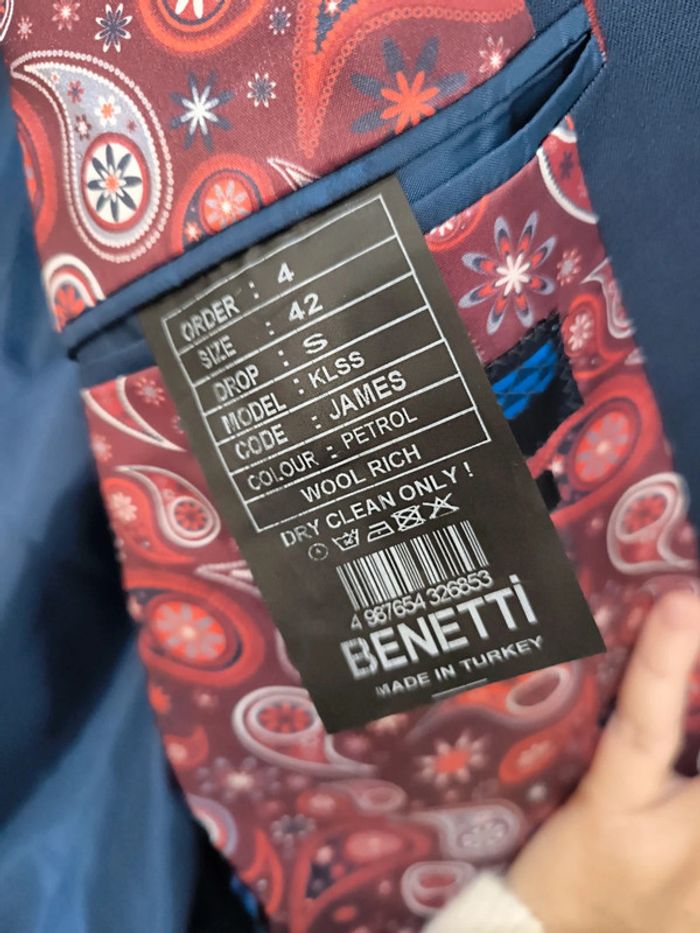 ORDER : 4
SIZE : 42
DROP : S
MODEL : KLSS
CODE : JAMES
COLOUR : PETROL
WOOL RICH
DRY CLEAN ONLY !
4 987654 326853
BENETTi
MADE IN TURKEY